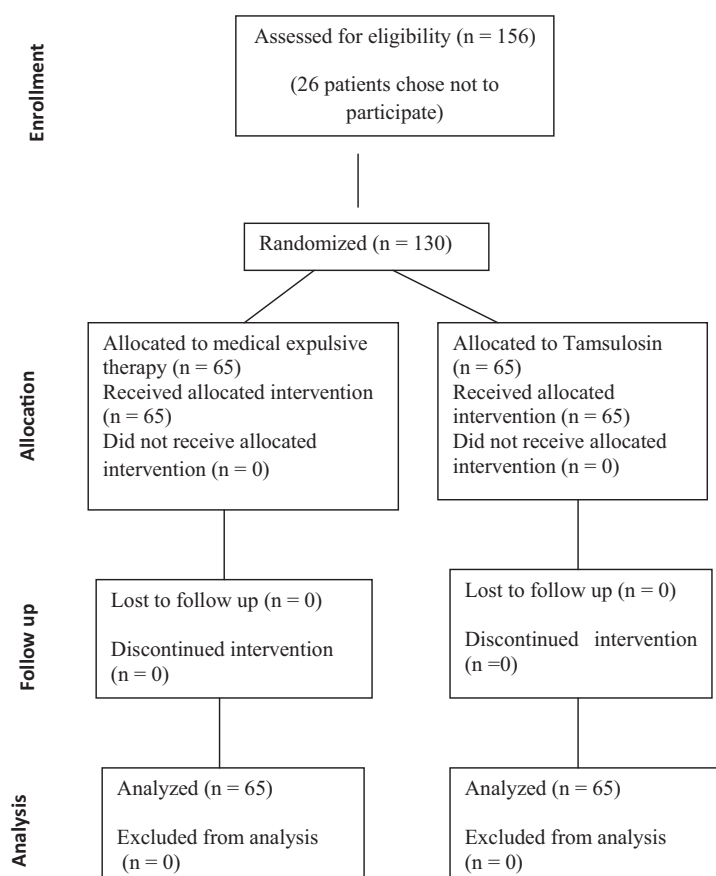 Enrollment
Assessed for eligibility (n = 156)
(26 patients chose not to
participate)
Randomized (n = 130)
Allocation
Allocated to medical expulsive
therapy (n = 65)
Received allocated intervention
(n = 65)
Did not receive allocated
intervention (n = 0)
Allocated to Tamsulosin
(n = 65)
Received allocated
intervention (n = 65)
Did not receive allocated
intervention (n = 0)
Follow up
Lost to follow up (n = 0)
Discontinued intervention
(n = 0)
Lost to follow up (n = 0)
Discontinued intervention
(n =0)
Analysis
Analyzed (n = 65)
Excluded from analysis
(n = 0)
Analyzed (n = 65)
Excluded from analysis
(n = 0)